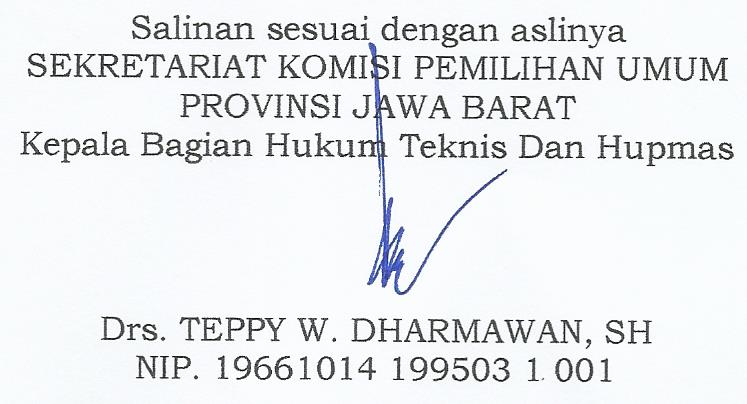 Salinan sesuai dengan aslinya
SEKRETARIAT KOMISI PEMILIHAN UMUM
PROVINSI JAWA BARAT
Kepala Bagian Hukum Teknis Dan Hupmas
Drs. TEPPY W. DHARMAWAN, SH
NIP. 19661014 199503 1 001